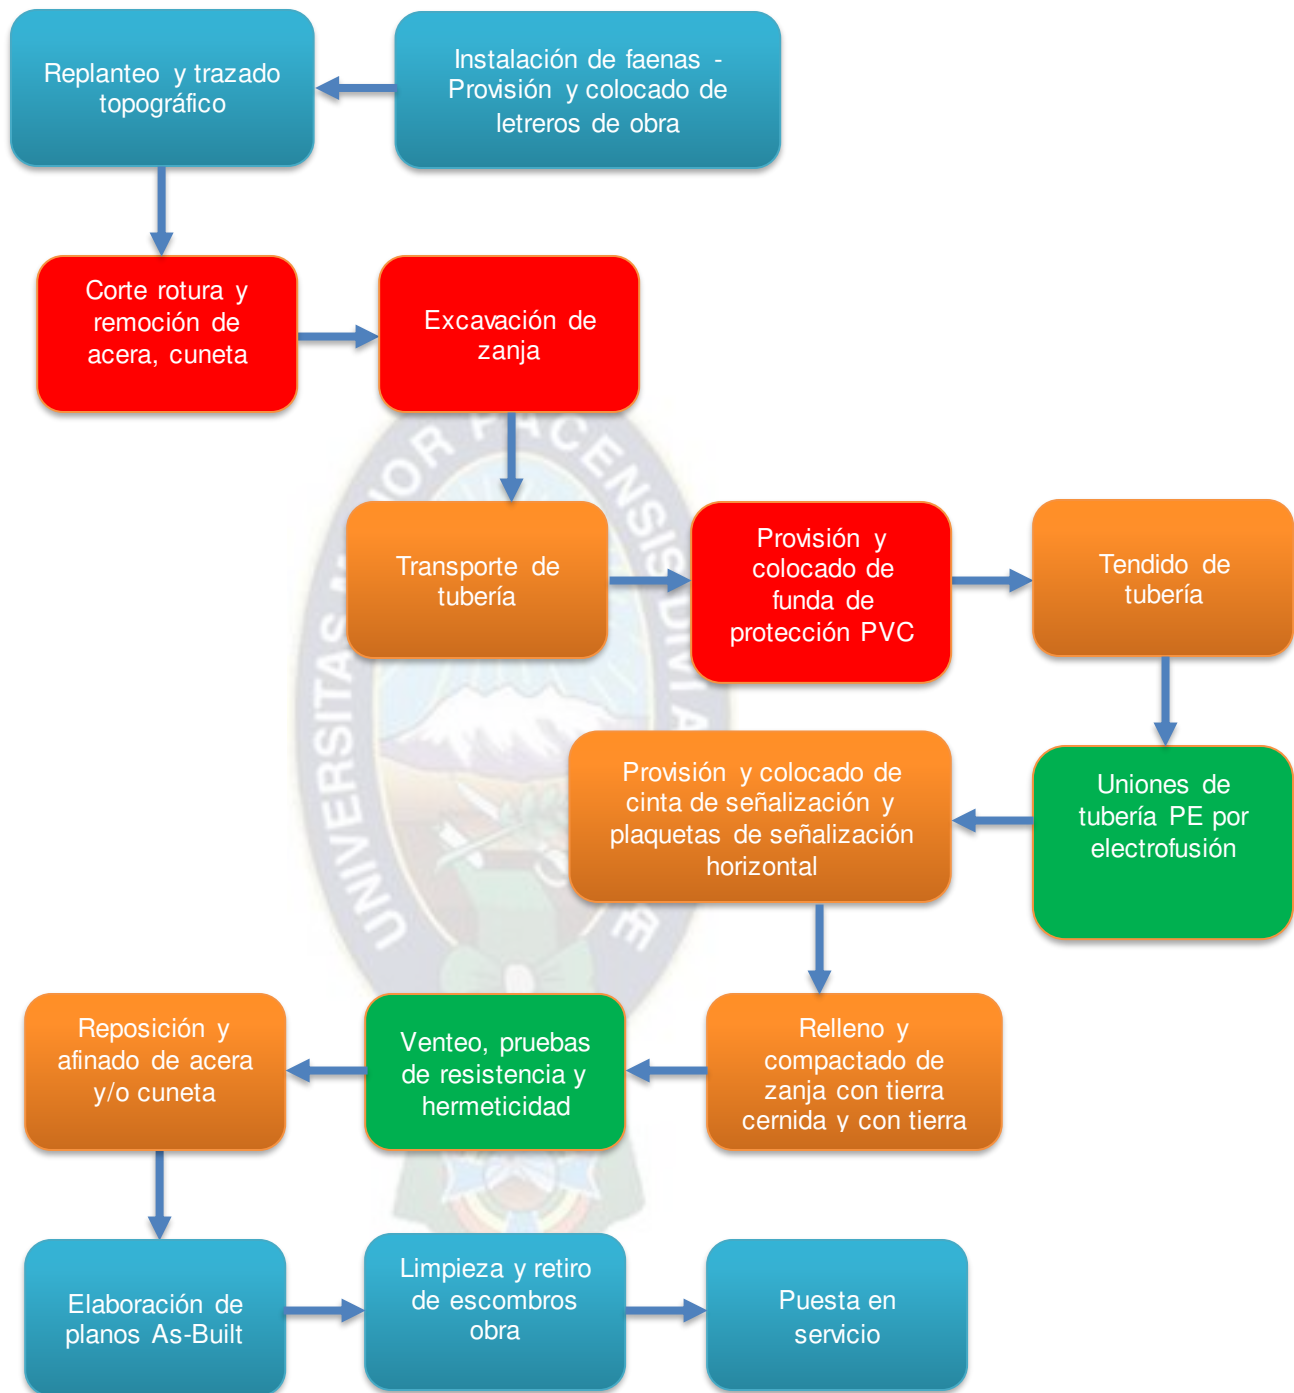 Replanteo y trazado
topográfico
Instalación de faenas -
Provisión y colocado de
letreros de obra
Corte rotura y
remoción de
acera, cuneta
Excavación de
zanja
Transporte de
tubería
Provisión y
colocado de
funda de
protección PVC
Tendido de
tubería
Provisión y colocado de
cinta de señalización y
plaquetas de señalización
horizontal
Uniones de
tubería PE por
electrofusión
Reposición y
afinado de acera
y/o cuneta
Venteo, pruebas
de resistencia y
hermeticidad
Relleno y
compactado de
zanja con tierra
cernida y con tierra
Elaboración de
planos As-Built
Limpieza y retiro
de escombros
obra
Puesta en
servicio
UNIVERSITAS M OR PACENSIS DIVI A E